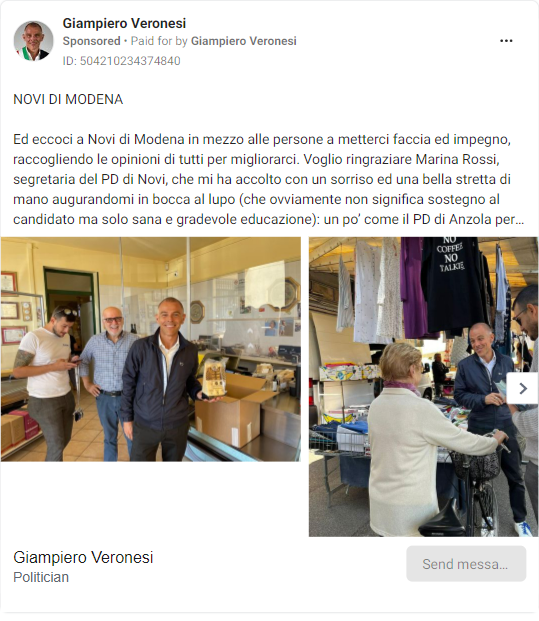 Giampiero Veronesi
Sponsored • Paid for by Giampiero Veronesi
ID: 504210234374840
NOVI DI MODENA
Ed eccoci a Novi di Modena in mezzo alle persone a metterci faccia ed impegno,
raccogliendo le opinioni di tutti per migliorarci. Voglio ringraziare Marina Rossi,
segretaria del PD di Novi, che mi ha accolto con un sorriso ed una bella stretta di
mano augurandomi in bocca al lupo (che ovviamente non significa sostegno al
candidato ma solo sana e gradevole educazione): un po' come il PD di Anzola per...
NO
COFFEE
NO
TALKIE
Giampiero Veronesi
Politician
Send messa...